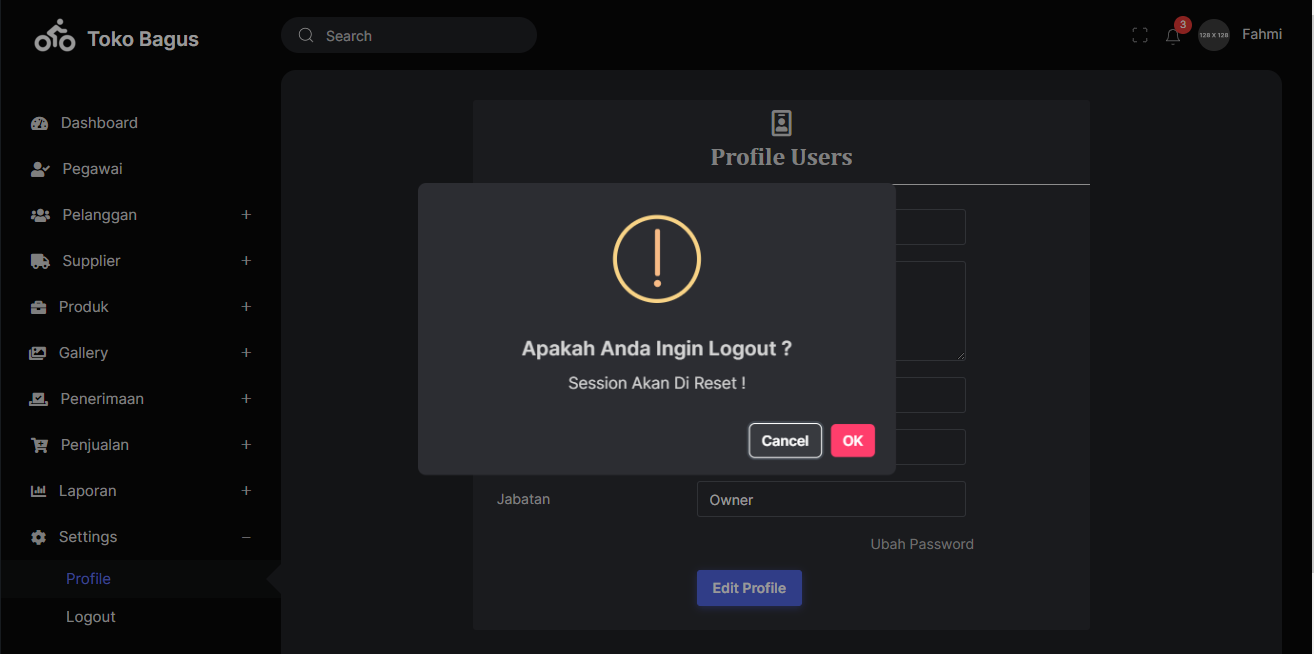 Toko Bagus
Search
3
128 X 128
Fahmi
Dashboard
Pegawai
Pelanggan +
Supplier +
Produk +
Gallery +
Penerimaan +
Penjualan +
Laporan +
Settings –
Profile
Logout
Profile Users
Apakah Anda Ingin Logout ?
Session Akan Di Reset !
Cancel OK
Jabatan Owner
Ubah Password
Edit Profile